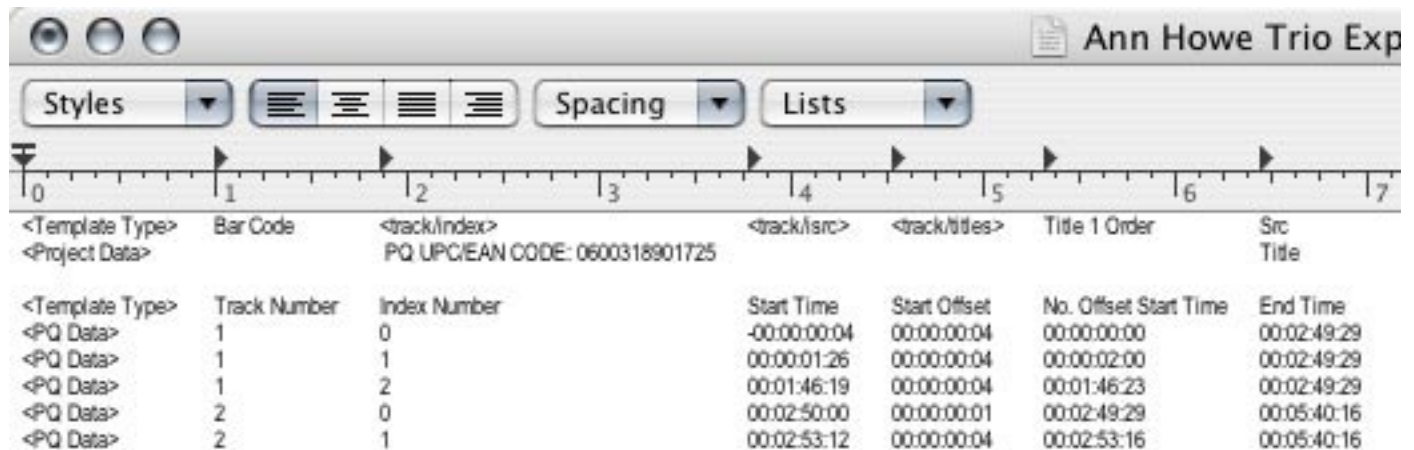 Ann Howe Trio Exp
Styles Spacing Lists
0 1 2 3 4 5 6 7
<Template Type> Bar Code <track/index> <track/isrc> <track/titles> Title 1 Order Src
<Project Data> PQ UPC/EAN CODE: 0600318901725 Title
<Template Type> Track Number Index Number Start Time Start Offset No. Offset Start Time End Time
<PQ Data> 1 0 -00:00:00:04 00:00:00:04 00:00:00:00 00:02:49:29
<PQ Data> 1 1 00:00:01:26 00:00:00:04 00:00:02:00 00:02:49:29
<PQ Data> 1 2 00:01:46:19 00:00:00:04 00:01:46:23 00:02:49:29
<PQ Data> 2 0 00:02:50:00 00:00:00:01 00:02:49:29 00:05:40:16
<PQ Data> 2 1 00:02:53:12 00:00:00:04 00:02:53:16 00:05:40:16